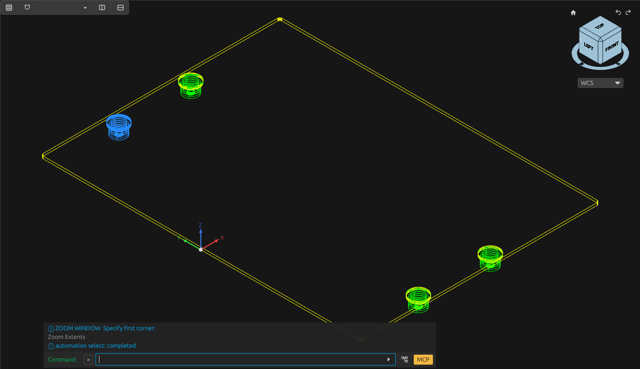 TOP
LEFT
FRONT
WCS
Z
X
ZOOM WINDOW Specify first corner:
Zoom Extents
automation select: completed
Command: >
MCP